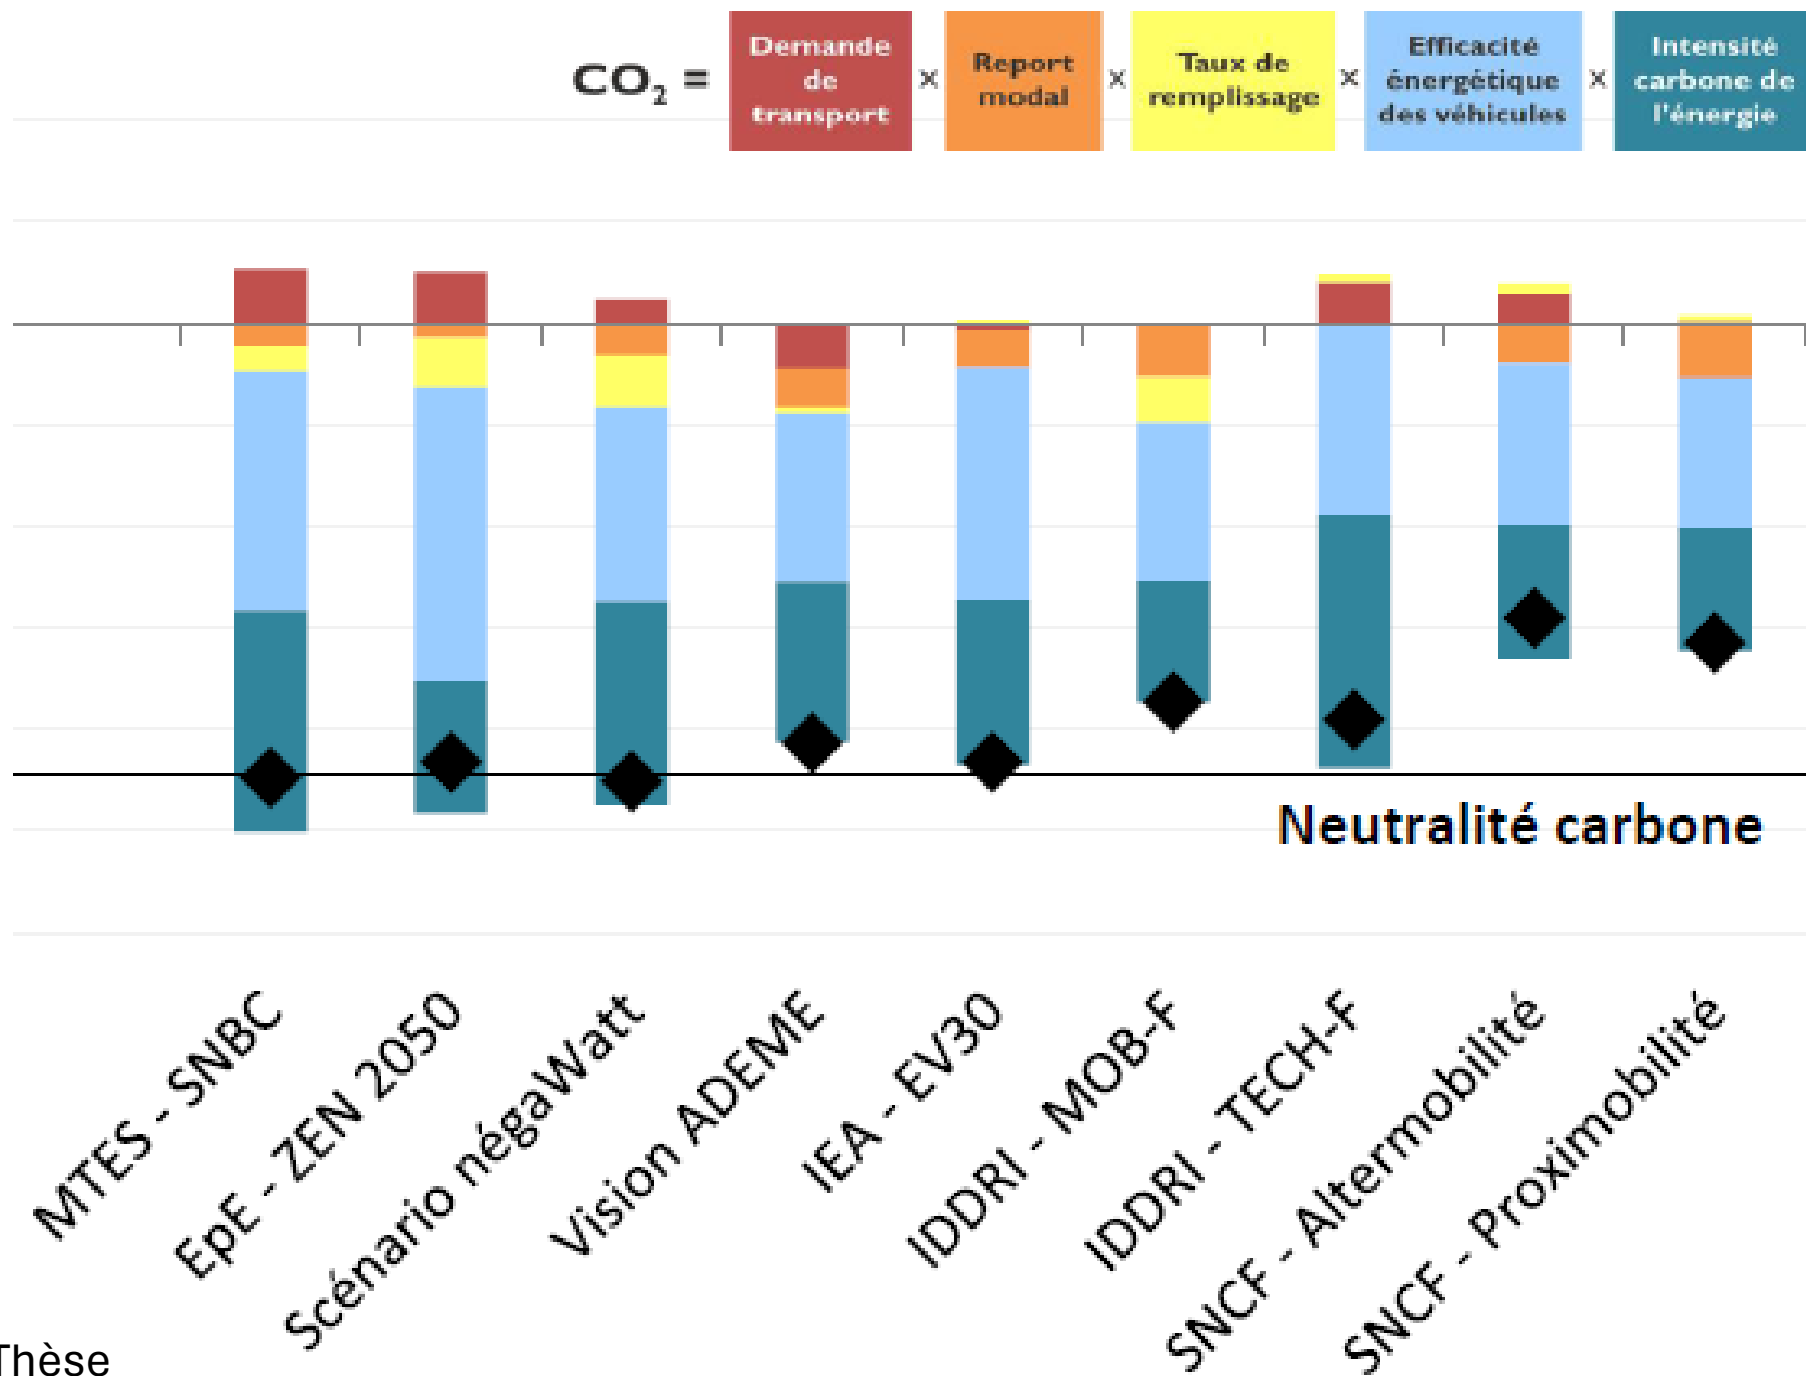 CO₂ =
Demande
de
transport
x
Report
modal
x
Taux de
remplissage
x
Efficacité
énergétique
des véhicules
x
Intensité
carbone de
l'énergie
Neutralité carbone
MTES - SNBC
EpE - ZEN 2050
Scénario négaWatt
Vision ADEME
IEA - EV30
IDDRI - MOB-F
IDDRI - TECH-F
SNCF - Altermobilité
SNCF - Proximobilité
Thèse